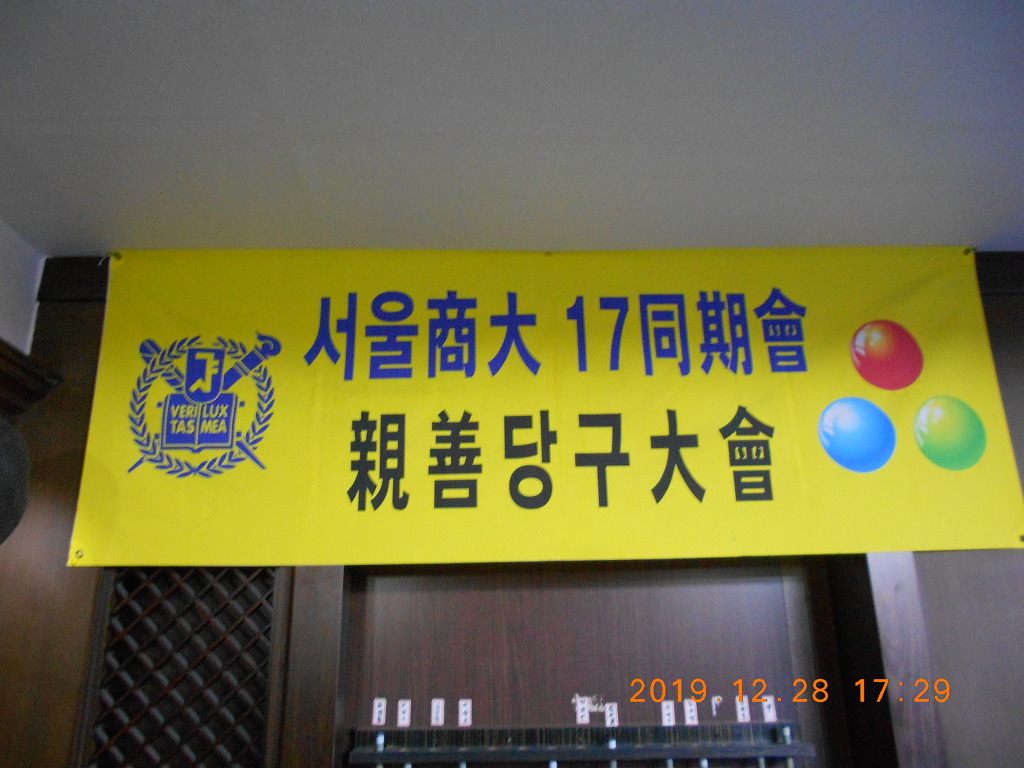 서울商大 17同期會
親善당구大會
VERI LUX
TAS MEA
2019.12.28 17:29